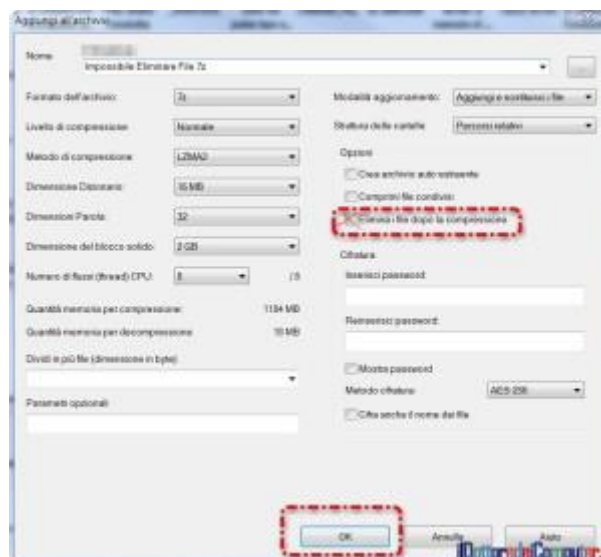 Aggiungi all'archivio
Nome
Impossibile Eliminare File 7z
...
Formato dell'archivio: 7z
Livello di compressione Normale
Metodo di compressione LZMA2
Dimensione Dizionario: 16 MB
Dimensioni Parola: 32
Dimensione del blocco solido: 2 GB
Numero di flussi (thread) CPU: 8 / 8
Quantità memoria per compressione: 1184 MB
Quantità memoria per decompressione 18 MB
Dividi in più file (dimensione in byte):
Parametri opzionali
Modalità aggiornamento: Aggiungi e sostituisci i file
Struttura delle cartelle Percorsi relativi
Opzioni
Crea archivio auto estraente
Comprimi file condivisi
Elimina i file dopo la compressione
Cifratura
Inserisci password:
Reinserisci password:
Mostra password
Metodo cifratura AES-256
Cifra anche il nome dei file
OK
Annulla
Aiuto
ilDottoredeiComputer